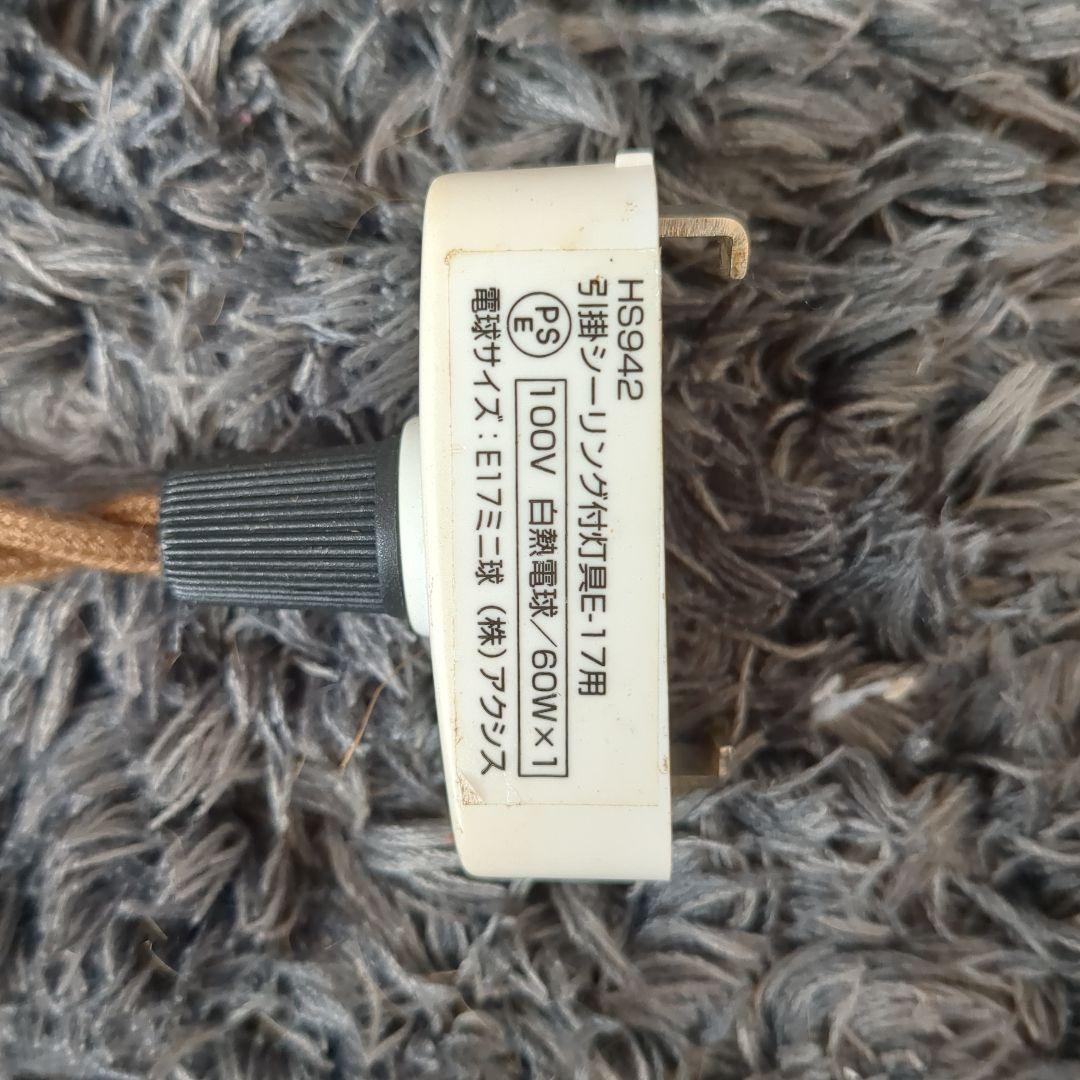 HS942
引掛シーリング付灯具E-17用
PSE 100V 白熱電球/60W×1
電球サイズ:E17ミニ球 (株)アクシス